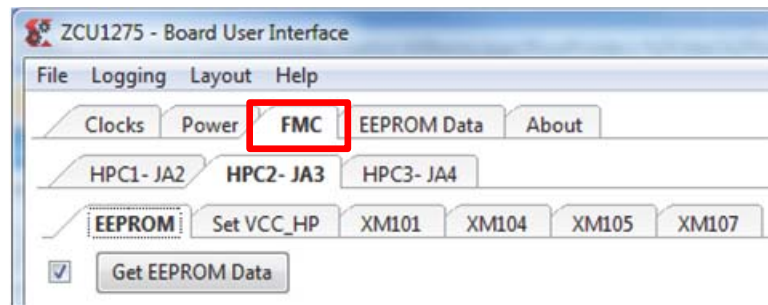 ZCU1275 - Board User Interface
File Logging Layout Help
Clocks Power FMC EEPROM Data About
HPC1- JA2 HPC2- JA3 HPC3- JA4
EEPROM Set VCC_HP XM101 XM104 XM105 XM107
Get EEPROM Data